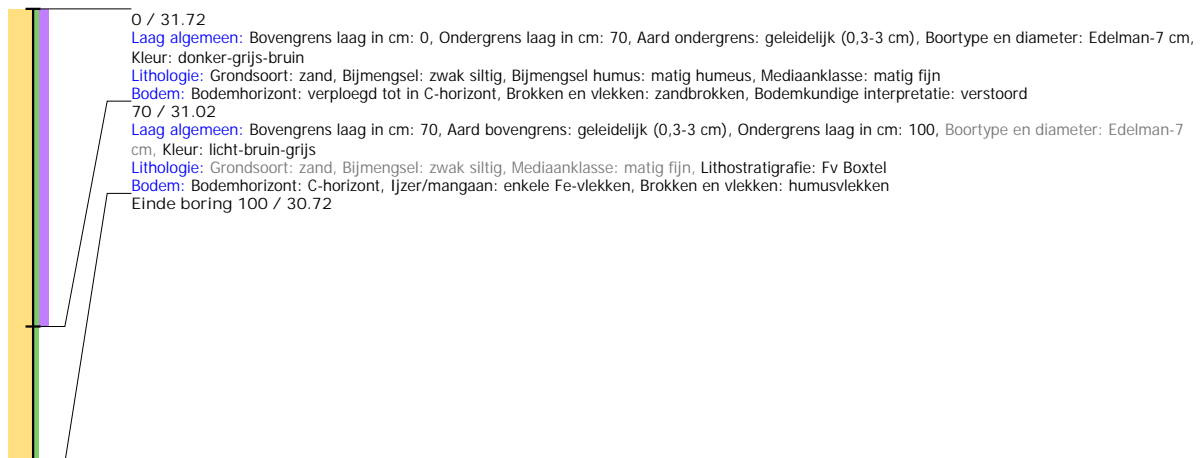 0 / 31.72
Laag algemeen: Bovengrens laag in cm: 0, Ondergrens laag in cm: 70, Aard ondergrens: geleidelijk (0,3-3 cm), Boortype en diameter: Edelman-7 cm,
Kleur: donker-grijs-bruin
Lithologie: Grondsoort: zand, Bijmengsel: zwak siltig, Bijmengsel humus: matig humeus, Mediaanklasse: matig fijn
Bodem: Bodemhorizont: verploegd tot in C-horizont, Brokken en vlekken: zandbrokken, Bodemkundige interpretatie: verstoord
70 / 31.02
Laag algemeen: Bovengrens laag in cm: 70, Aard bovengrens: geleidelijk (0,3-3 cm), Ondergrens laag in cm: 100, Boortype en diameter: Edelman-7
cm, Kleur: licht-bruin-grijs
Lithologie: Grondsoort: zand, Bijmengsel: zwak siltig, Mediaanklasse: matig fijn, Lithostratigrafie: Fv Boxtel
Bodem: Bodemhorizont: C-horizont, Ijzer/mangaan: enkele Fe-vlekken, Brokken en vlekken: humusvlekken
Einde boring 100 / 30.72